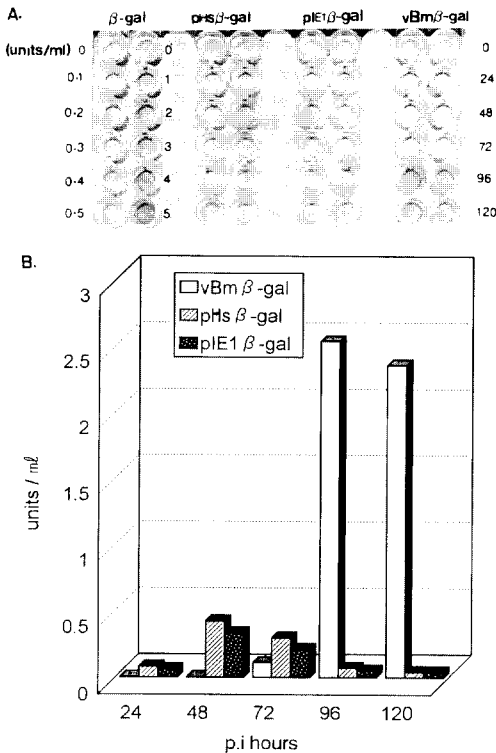 A.
β-gal pHsβ-gal pIE1β-gal vBmβ-gal
(units/ml) 0 0 0
0·1 1 24
0·2 2 48
0·3 3 72
0·4 4 96
0·5 5 120
B.
vBm β-gal
pHs β-gal
pIE1 β-gal
3
2.5
2
1.5
1
0.5
0
units / ㎖
24 48 72 96 120
p.i hours